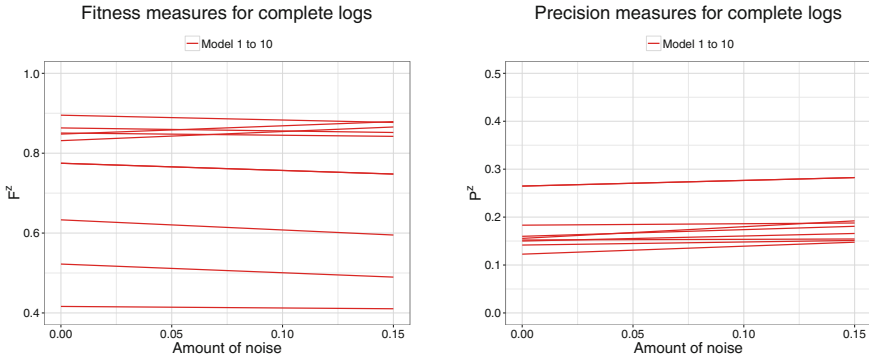 Fitness measures for complete logs
Model 1 to 10
1.0
0.8
0.6
0.4
F^z
0.00
0.05
0.10
0.15
Amount of noise
Precision measures for complete logs
Model 1 to 10
0.5
0.4
0.3
0.2
0.1
0.0
P^z
0.00
0.05
0.10
0.15
Amount of noise